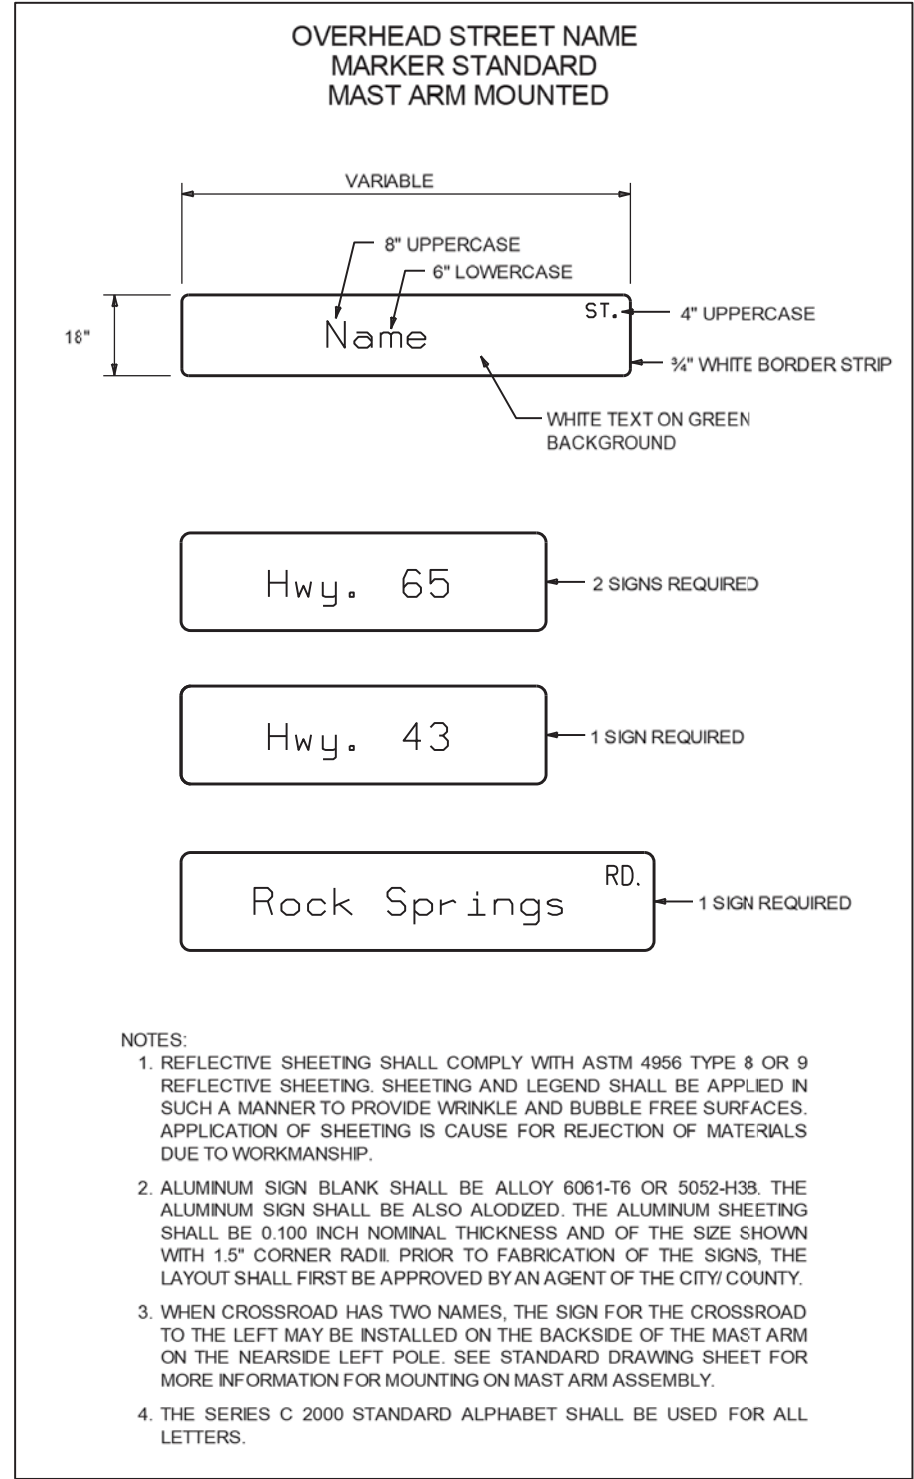 OVERHEAD STREET NAME
MARKER STANDARD
MAST ARM MOUNTED
VARIABLE
8" UPPERCASE
6" LOWERCASE
ST.
4" UPPERCASE
18"
Name
¾" WHITE BORDER STRIP
WHITE TEXT ON GREEN
BACKGROUND
Hwy. 65
2 SIGNS REQUIRED
Hwy. 43
1 SIGN REQUIRED
RD.
Rock Springs
1 SIGN REQUIRED
NOTES:
1. REFLECTIVE SHEETING SHALL COMPLY WITH ASTM 4956 TYPE 8 OR 9
REFLECTIVE SHEETING. SHEETING AND LEGEND SHALL BE APPLIED IN
SUCH A MANNER TO PROVIDE WRINKLE AND BUBBLE FREE SURFACES.
APPLICATION OF SHEETING IS CAUSE FOR REJECTION OF MATERIALS
DUE TO WORKMANSHIP.
2. ALUMINUM SIGN BLANK SHALL BE ALLOY 6061-T6 OR 5052-H38. THE
ALUMINUM SIGN SHALL BE ALSO ALODIZED. THE ALUMINUM SHEETING
SHALL BE 0.100 INCH NOMINAL THICKNESS AND OF THE SIZE SHOWN
WITH 1.5" CORNER RADII. PRIOR TO FABRICATION OF THE SIGNS, THE
LAYOUT SHALL FIRST BE APPROVED BY AN AGENT OF THE CITY/ COUNTY.
3. WHEN CROSSROAD HAS TWO NAMES, THE SIGN FOR THE CROSSROAD
TO THE LEFT MAY BE INSTALLED ON THE BACKSIDE OF THE MAST ARM
ON THE NEARSIDE LEFT POLE. SEE STANDARD DRAWING SHEET FOR
MORE INFORMATION FOR MOUNTING ON MAST ARM ASSEMBLY.
4. THE SERIES C 2000 STANDARD ALPHABET SHALL BE USED FOR ALL
LETTERS.